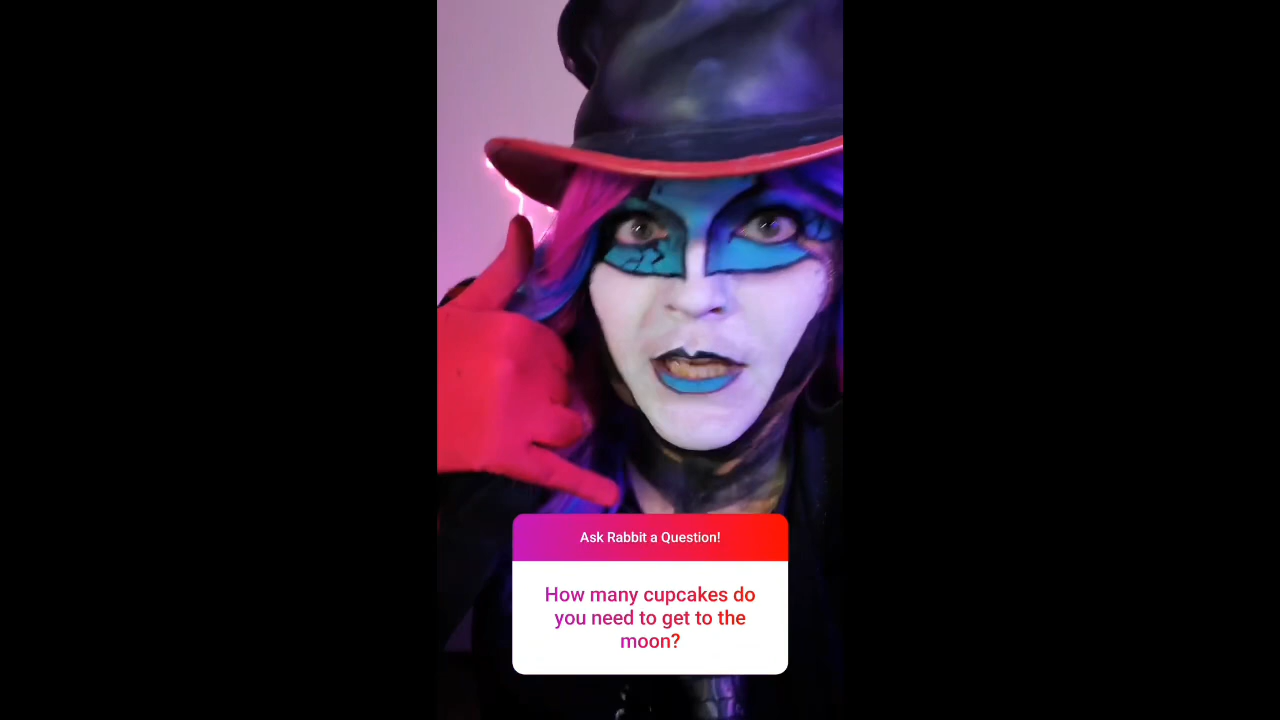 Ask Rabbit a Question!
How many cupcakes do
you need to get to the
moon?